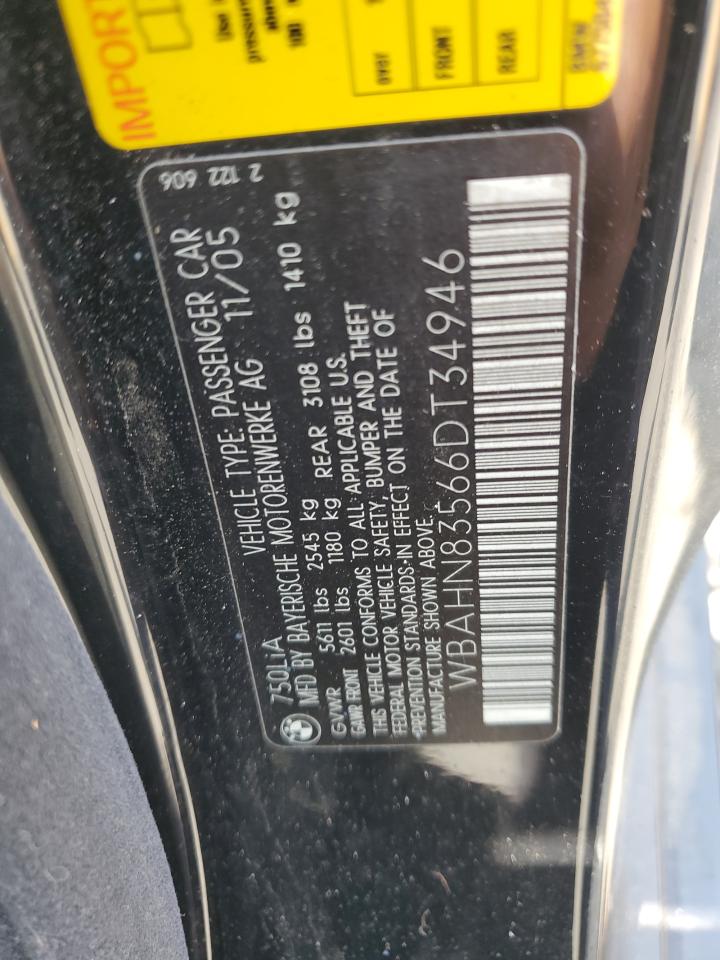 IMPORT
over
FRONT
REAR
BMW
2 122 606
VEHICLE TYPE: PASSENGER CAR
750LIA
MFD BY BAYERISCHE MOTORENWERKE AG 11/05
GVWR 5611 lbs 2545 kg
GAWR FRONT 2601 lbs 1180 kg REAR 3108 lbs 1410 kg
THIS VEHICLE CONFORMS TO ALL APPLICABLE U.S.
FEDERAL MOTOR VEHICLE SAFETY, BUMPER AND THEFT
PREVENTION STANDARDS IN EFFECT ON THE DATE OF
MANUFACTURE SHOWN ABOVE.
WBAHN83566DT34946